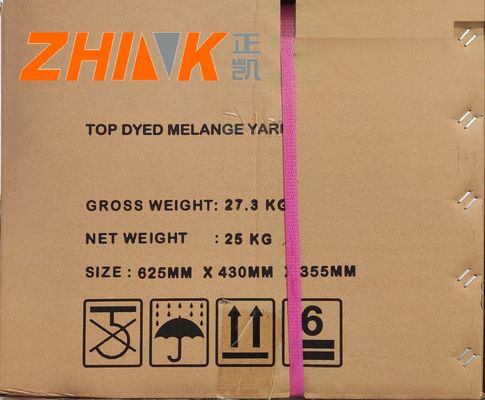 ZHINK 正凯
TOP DYED MELANGE YAR
GROSS WEIGHT: 27.3 KG
NET WEIGHT : 25 KG
SIZE : 625MM X 430MM X 355MM
6